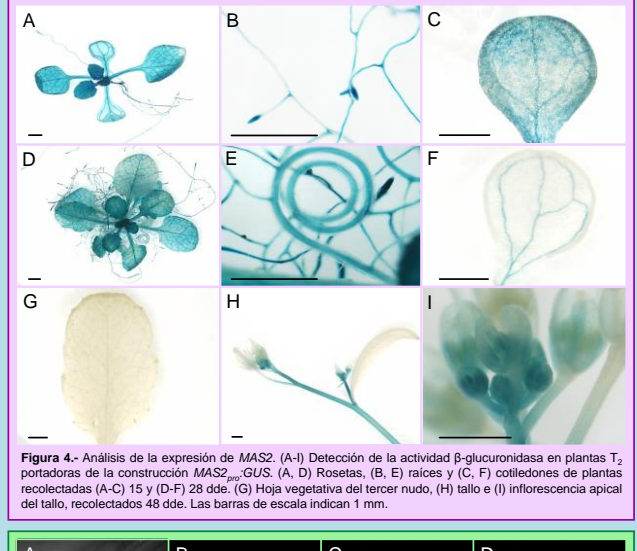 A
B
C
D
E
F
G
H
I
Figura 4.- Análisis de la expresión de MAS2. (A-I) Detección de la actividad β-glucuronidasa en plantas T2
portadoras de la construcción MAS2pro:GUS. (A, D) Rosetas, (B, E) raíces y (C, F) cotiledones de plantas
recolectadas (A-C) 15 y (D-F) 28 dde. (G) Hoja vegetativa del tercer nudo, (H) tallo e (I) inflorescencia apical
del tallo, recolectados 48 dde. Las barras de escala indican 1 mm.